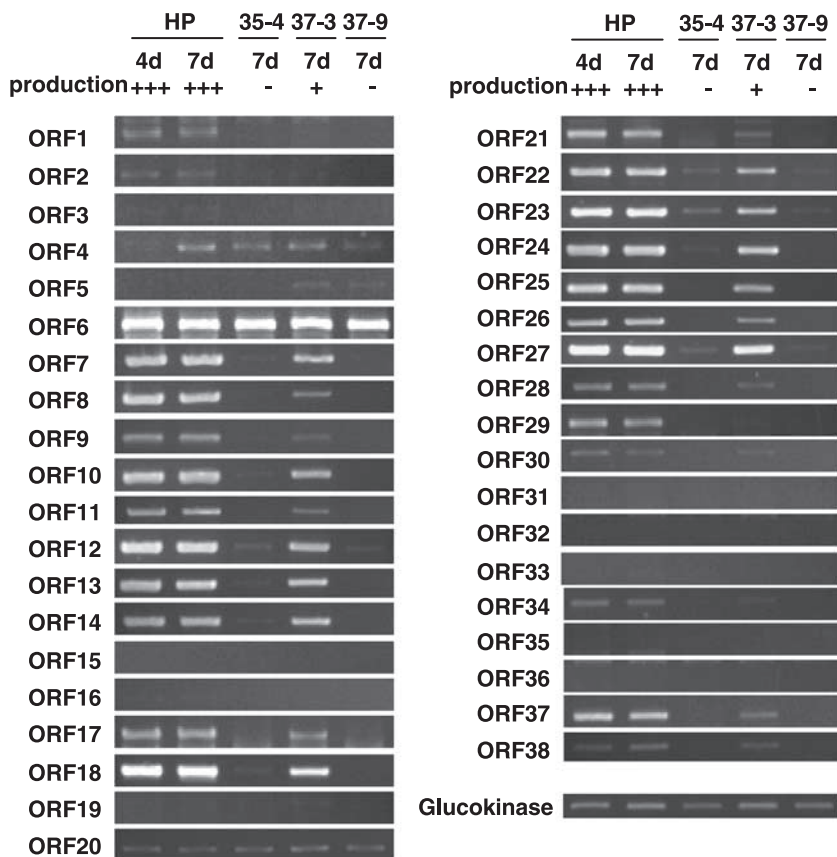 HP 35-4 37-3 37-9
4d 7d 7d 7d 7d
production +++ +++ - + -
ORF1
ORF2
ORF3
ORF4
ORF5
ORF6
ORF7
ORF8
ORF9
ORF10
ORF11
ORF12
ORF13
ORF14
ORF15
ORF16
ORF17
ORF18
ORF19
ORF20
HP 35-4 37-3 37-9
4d 7d 7d 7d 7d
production +++ +++ - + -
ORF21
ORF22
ORF23
ORF24
ORF25
ORF26
ORF27
ORF28
ORF29
ORF30
ORF31
ORF32
ORF33
ORF34
ORF35
ORF36
ORF37
ORF38
Glucokinase